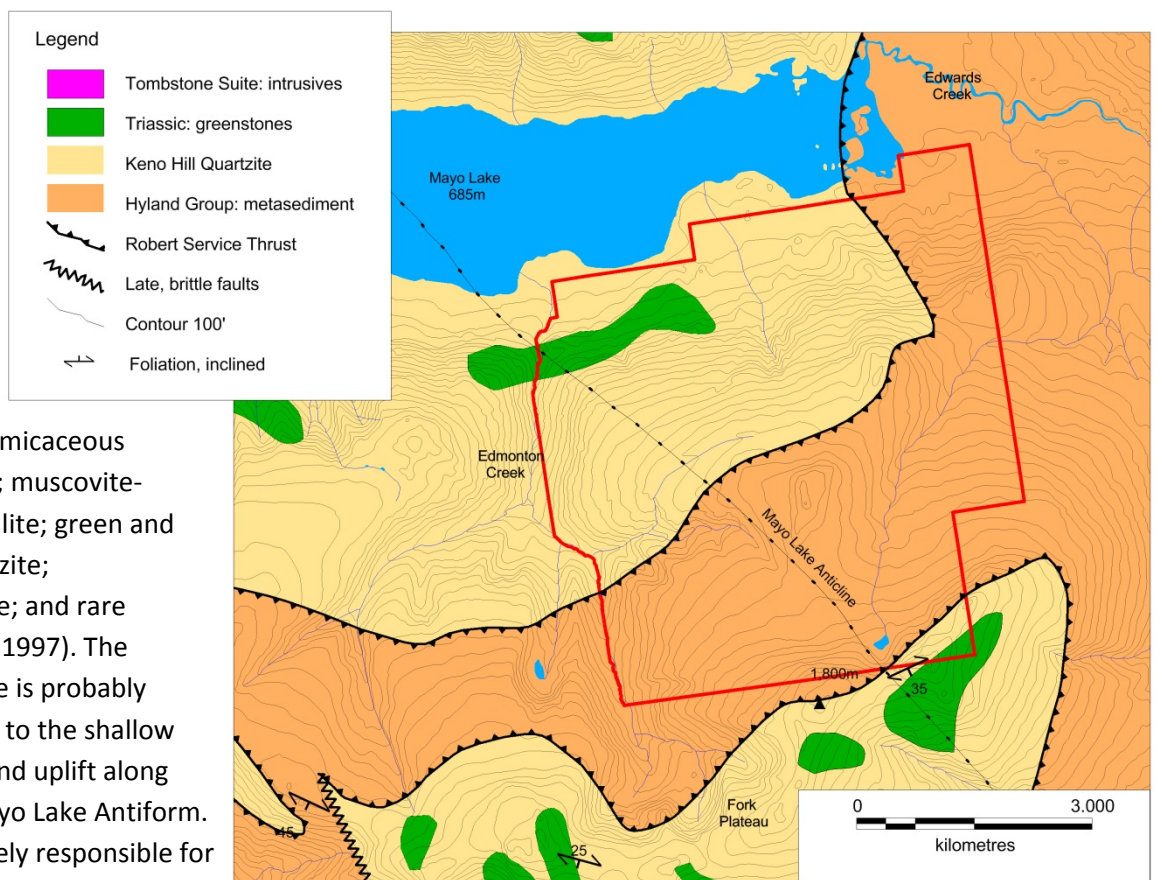 Legend
Tombstone Suite: intrusives
Triassic: greenstones
Keno Hill Quartzite
Hyland Group: metasediment
Robert Service Thrust
Late, brittle faults
Contour 100'
Foliation, inclined
Edwards
Creek
Mayo Lake
685m
Edmonton
Creek
Mayo Lake Anticline
1,800m
35
Fork
Plateau
45
25
0 3.000
kilometres
micaceous
; muscovite-
lite; green and
zite;
e; and rare
1997). The
e is probably
to the shallow
nd uplift along
yo Lake Antiform.
ely responsible for